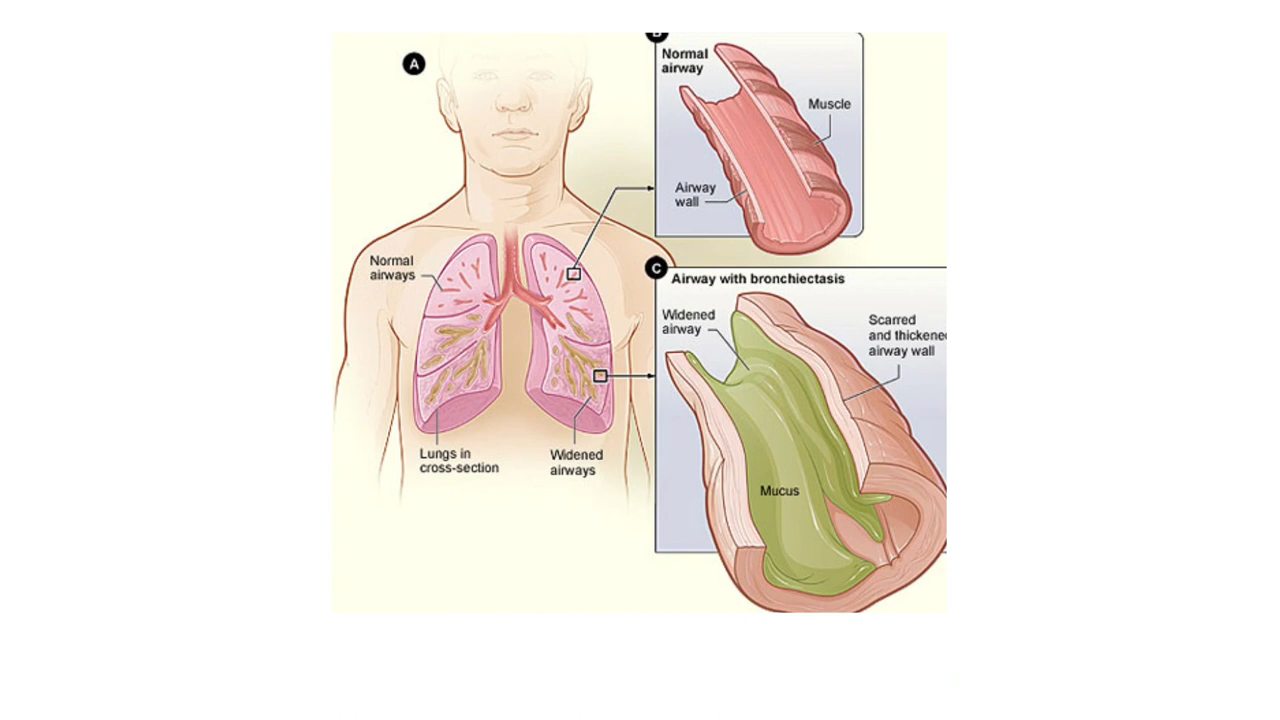 A
Normal
airways
Lungs in
cross-section
Widened
airways
B
Normal
airway
Muscle
Airway
wall
C
Airway with bronchiectasis
Widened
airway
Scarred
and thickene
airway wall
Mucus